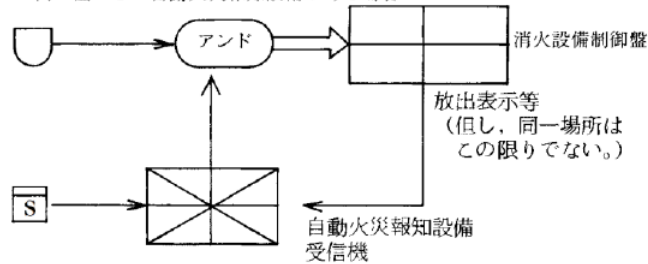 アンド
消火設備制御盤
放出表示等
(但し,同一場所は
この限りでない。)
S
自動火災報知設備
受信機